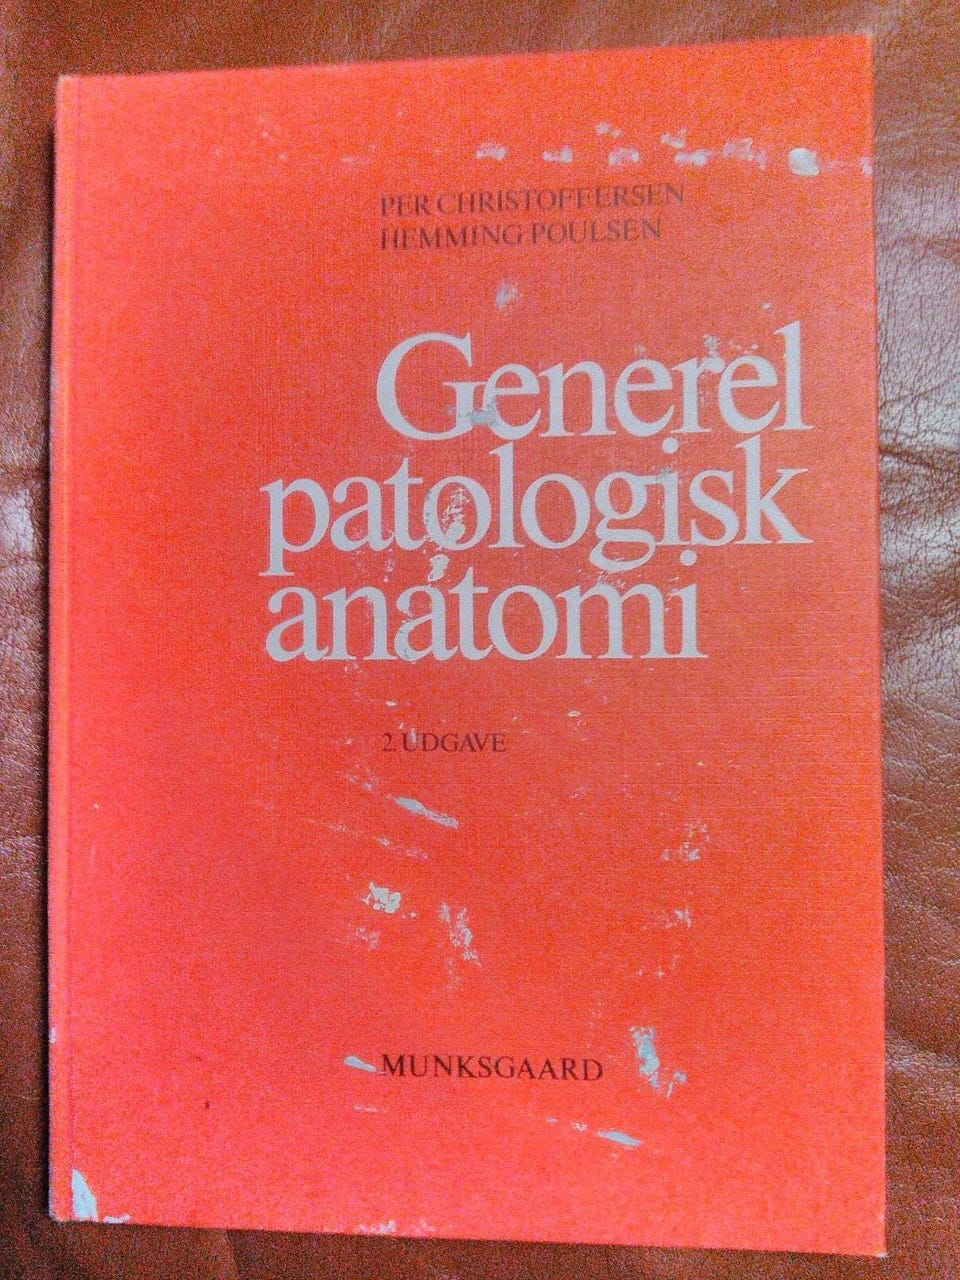 PER CHRISTOFFERSEN
HEMMING POULSEN
Generel
patologisk
anatomi
2. UDGAVE
MUNKSGAARD